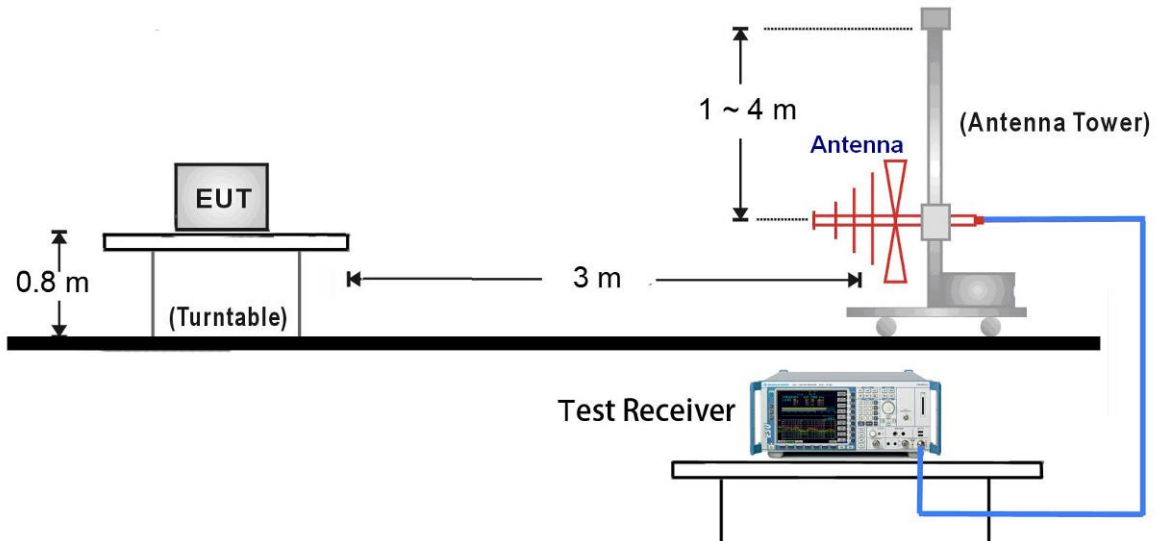 1 ~ 4 m
(Antenna Tower)
Antenna
EUT
0.8 m
3 m
(Turntable)
Test Receiver